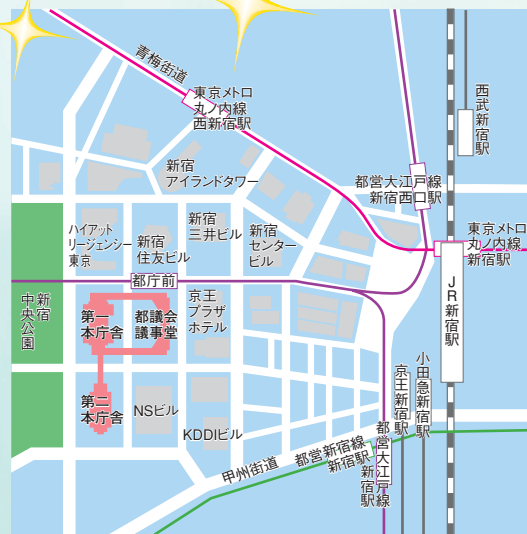 青梅街道
東京メトロ
丸ノ内線
西新宿駅
西武新宿駅
新宿
アイランドタワー
都営大江戸線
新宿西口駅
ハイアット
リージェンシー
東京
新宿
住友ビル
新宿
三井ビル
新宿
センター
ビル
東京メトロ
丸ノ内線
新宿駅
都庁前
JR新宿駅
新宿
中央公園
第一
本庁舎
都議会
議事堂
京王
プラザ
ホテル
小田急新宿駅
京王新宿駅
第二
本庁舎
NSビル
KDDIビル
甲州街道
都営新宿線
新宿駅
都営大江戸線
新宿駅